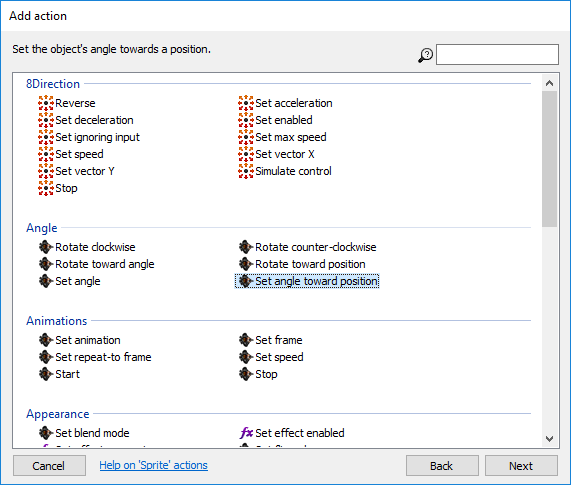 Add action
Set the object's angle towards a position.
8Direction
Reverse
Set acceleration
Set deceleration
Set enabled
Set ignoring input
Set max speed
Set speed
Set vector X
Set vector Y
Simulate control
Stop
Angle
Rotate clockwise
Rotate counter-clockwise
Rotate toward angle
Rotate toward position
Set angle
Set angle toward position
Animations
Set animation
Set frame
Set repeat-to frame
Set speed
Start
Stop
Appearance
Set blend mode
fx Set effect enabled
Cancel
Help on 'Sprite' actions
Back
Next